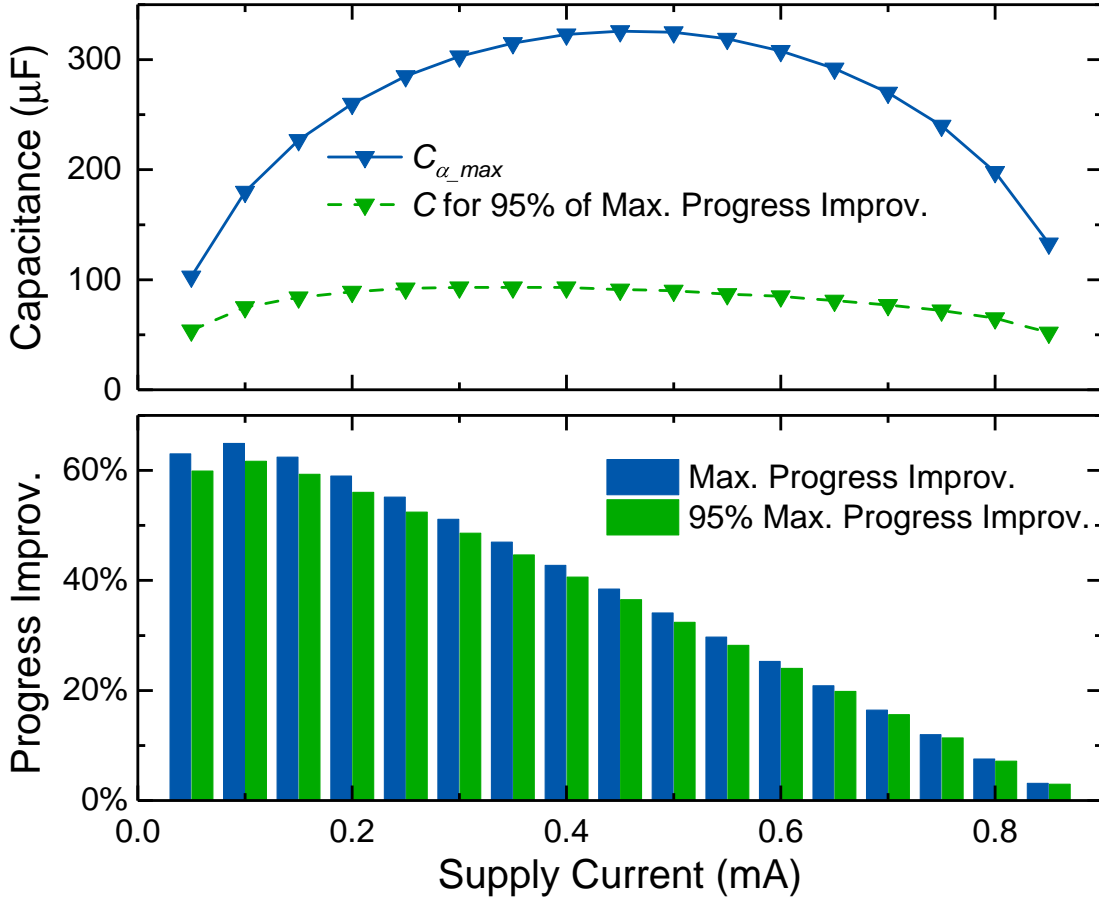 Capacitance (μF)
300
200
100
0
C_α_max
C for 95% of Max. Progress Improv.
Progress Improv.
60%
40%
20%
0%
Max. Progress Improv.
95% Max. Progress Improv.
0.0 0.2 0.4 0.6 0.8
Supply Current (mA)